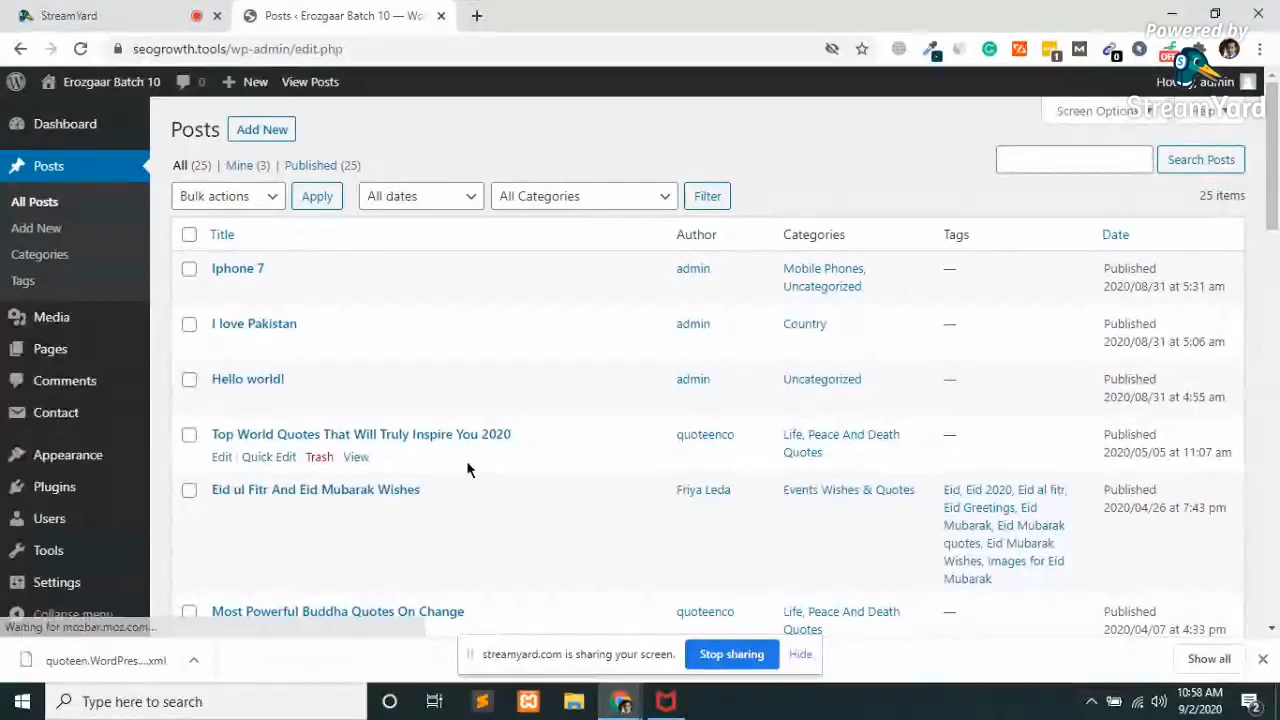 StreamYard
Posts ‹ Erozgaar Batch 10 — Wo
Powered by
seogrowth.tools/wp-admin/edit.php
1
0
OFF
Erozgaar Batch 10
0
New
View Posts
admin
StreamYard
Dashboard
Posts
Add New
Screen Options
Help
All (25) | Mine (3) | Published (25)
Search Posts
Bulk actions
Apply
All dates
All Categories
Filter
25 items
All Posts
Add New
Categories
Tags
Media
Pages
Comments
Contact
Appearance
Plugins
Users
Tools
Settings
Collapse menu
Title
Author
Categories
Tags
Date
Iphone 7
admin
Mobile Phones,
Uncategorized
—
Published
2020/08/31 at 5:31 am
I love Pakistan
admin
Country
—
Published
2020/08/31 at 5:06 am
Hello world!
admin
Uncategorized
—
Published
2020/08/31 at 4:55 am
Top World Quotes That Will Truly Inspire You 2020
Edit | Quick Edit | Trash | View
quoteenco
Life, Peace And Death
Quotes
—
Published
2020/05/05 at 11:07 am
Eid ul Fitr And Eid Mubarak Wishes
Friya Leda
Events Wishes & Quotes
Eid, Eid 2020, Eid al fitr,
Eid Greetings, Eid
Mubarak, Eid Mubarak
quotes, Eid Mubarak
Wishes, Images for Eid
Mubarak
Published
2020/04/26 at 7:43 pm
Most Powerful Buddha Quotes On Change
quoteenco
Life, Peace And Death
Quotes
—
Published
2020/04/07 at 4:33 pm
Waiting for mozbar.moz.com...
quoteen.WordPres....xml
streamyard.com is sharing your screen.
Stop sharing
Hide
Show all
Type here to search
10:58 AM
9/2/2020
2